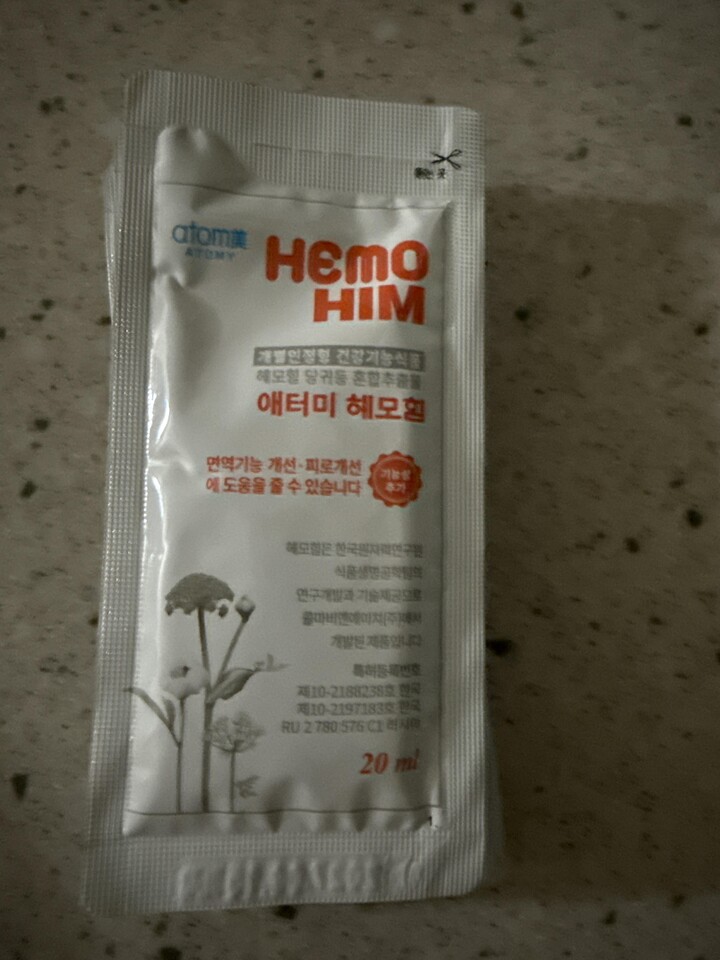 atom美
ATOMY
HEMO
HIM
개별인정형 건강기능식품
헤모힘 당귀등 혼합추출물
애터미 헤모힘
면역기능 개선·피로개선
에 도움을 줄 수 있습니다
기능성
추가
헤모힘은 한국원자력연구원
식품생명공학팀의
연구개발과 기술제공으로
콜마비앤에이치(주)에서
개발된 제품입니다
특허등록번호
제10-2188238호 한국
제10-2197183호 한국
RU 2 780 576 C1 러시아
20 ml